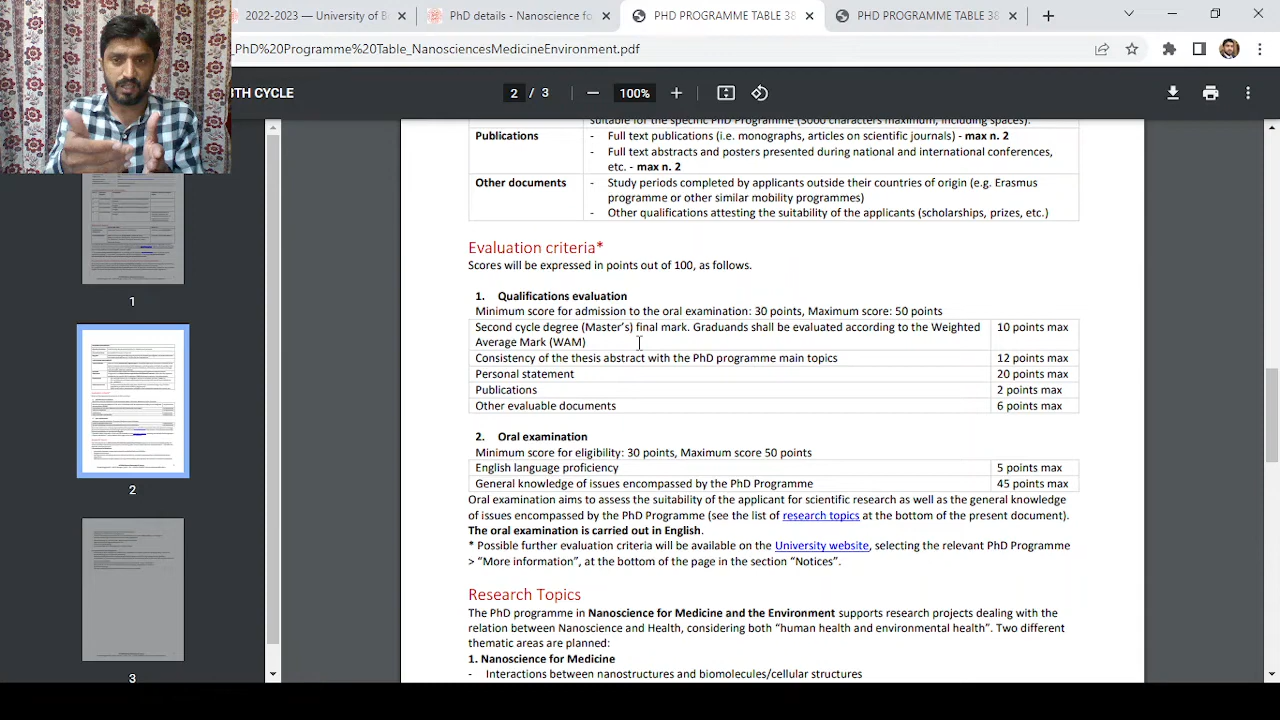 2022-2023 — University of B
PhD details - Nanoscience fo
PHD PROGRAMME TABLE 38
PHD PROGRAMME TABLE 38
_PhD%20Programme%20Table_NanosciencesMedicineEnvironment.pdf
TH CYCLE
2 / 3
100%
suitable for the specific PhD Programme (3000 characters maximum, including spaces).
Publications
- Full text publications (i.e. monographs, articles on scientific journals) - max n. 2
- Full text abstracts and posters presented during national and international conferences,
etc. - max n. 2
Other documents
- Study periods completed by applicants outside their countries of origin (e.g. Erasmus
programme or other similar mobility programmes)
- Other qualifications attesting the suitability of the applicants (scholarships, prizes, etc.)
Evaluation Criteria*
Scores will be expressed in points out of 100, as follows.
1. Qualifications evaluation
Minimum score for admission to the oral examination: 30 points, Maximum score: 50 points
Second cycle degree (Master's) final mark. Graduands shall be evaluated according to the Weighted
Average Mark (WAM)
10 points max
Consistency of the thesis abstract with the PhD programme main topics
12 points max
Personal statement
20 points max
Publications
2 points max
Other evaluable documents
6 points max
2. Oral examination
Minimum score for eligibility: 30 points, Maximum score 50 points
English language proficiency
5 points max
General knowledge of issues encompassed by the PhD Programme
45 points max
Oral examination aims to assess the suitability of the applicant for scientific research as well as the general knowledge
of issues encompassed by the PhD Programme (see the list of research topics at the bottom of the present document).
The oral examination is carried out in English.
* Possible further evaluation criteria will be available on the University website, selecting the relevant PhD Programme
> "More information", at the bottom of the page in the section "Notices".
Research Topics
The PhD programme in Nanoscience for Medicine and the Environment supports research projects dealing with the
relation between Nanoscience and Health, considering both "human health and environmental health". Two different
thematic areas are planned:
1. Nanoscience for Medicine
- Interactions between nanostructures and biomolecules/cellular structures
1
2
3